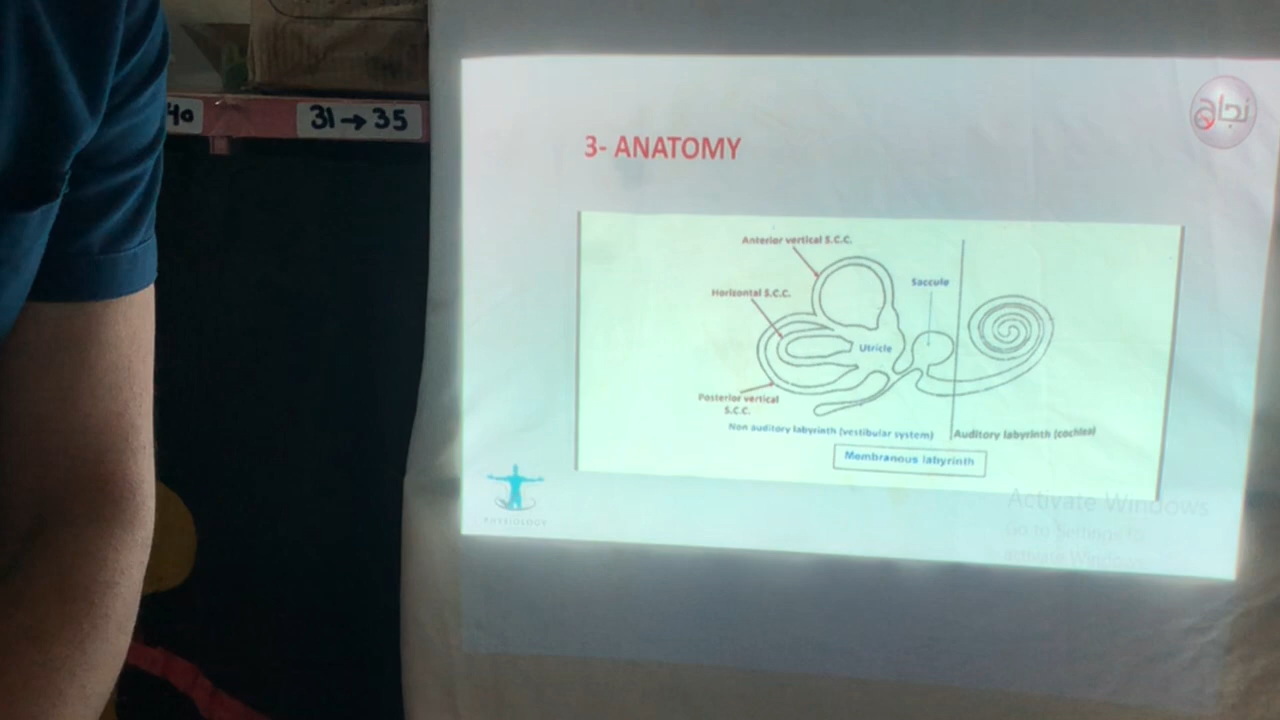 40
31→35
نجاح
3- ANATOMY
Anterior vertical S.C.C.
Saccule
Horizontal S.C.C.
Utricle
Posterior vertical
S.C.C.
Non auditory labyrinth (vestibular system)
Auditory labyrinth (cochlea)
Membranous labyrinth
PHYSIOLOGY
Activate Windows
Go to Settings to
activate Windows